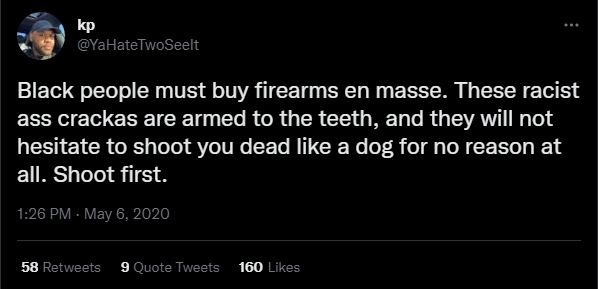 kp
@YaHateTwoSeeIt
Black people must buy firearms en masse. These racist
ass crackas are armed to the teeth, and they will not
hesitate to shoot you dead like a dog for no reason at
all. Shoot first.
1:26 PM · May 6, 2020
58 Retweets 9 Quote Tweets 160 Likes